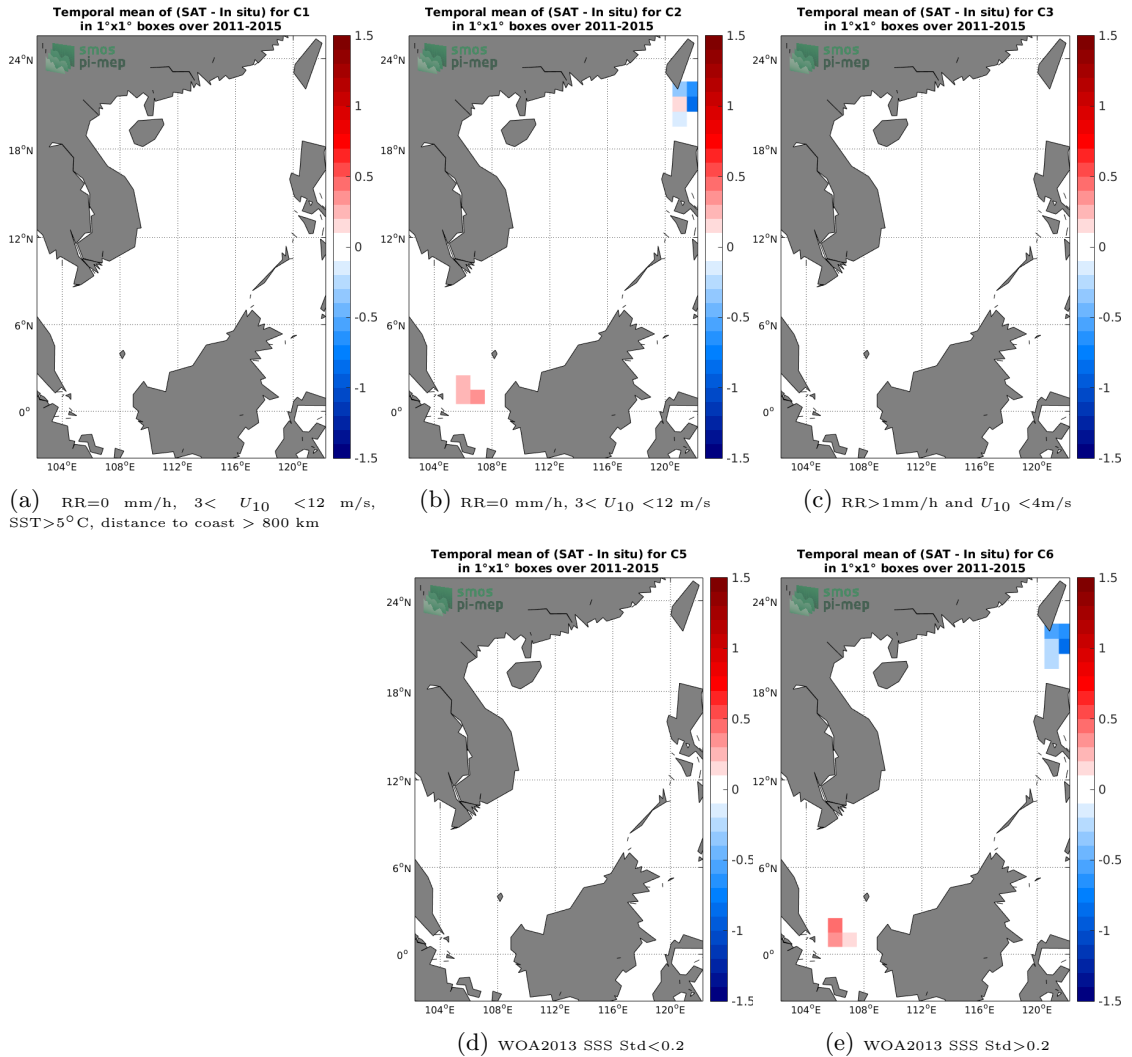 Temporal mean of (SAT - In situ) for C1
in 1°x1° boxes over 2011-2015
smos
pi-mep
24°N
18°N
12°N
6°N
0°
104°E
108°E
112°E
116°E
120°E
1.5
1
0.5
0
-0.5
-1
-1.5
(a) RR=0 mm/h, 3< U10 <12 m/s,
SST>5°C, distance to coast > 800 km
Temporal mean of (SAT - In situ) for C2
in 1°x1° boxes over 2011-2015
smos
pi-mep
24°N
18°N
12°N
6°N
0°
104°E
108°E
112°E
116°E
120°E
1.5
1
0.5
0
-0.5
-1
-1.5
(b) RR=0 mm/h, 3< U10 <12 m/s
Temporal mean of (SAT - In situ) for C3
in 1°x1° boxes over 2011-2015
smos
pi-mep
24°N
18°N
12°N
6°N
0°
104°E
108°E
112°E
116°E
120°E
1.5
1
0.5
0
-0.5
-1
-1.5
(c) RR>1mm/h and U10 <4m/s
Temporal mean of (SAT - In situ) for C5
in 1°x1° boxes over 2011-2015
smos
pi-mep
24°N
18°N
12°N
6°N
0°
104°E
108°E
112°E
116°E
120°E
1.5
1
0.5
0
-0.5
-1
-1.5
(d) WOA2013 SSS Std<0.2
Temporal mean of (SAT - In situ) for C6
in 1°x1° boxes over 2011-2015
smos
pi-mep
24°N
18°N
12°N
6°N
0°
104°E
108°E
112°E
116°E
120°E
1.5
1
0.5
0
-0.5
-1
-1.5
(e) WOA2013 SSS Std>0.2